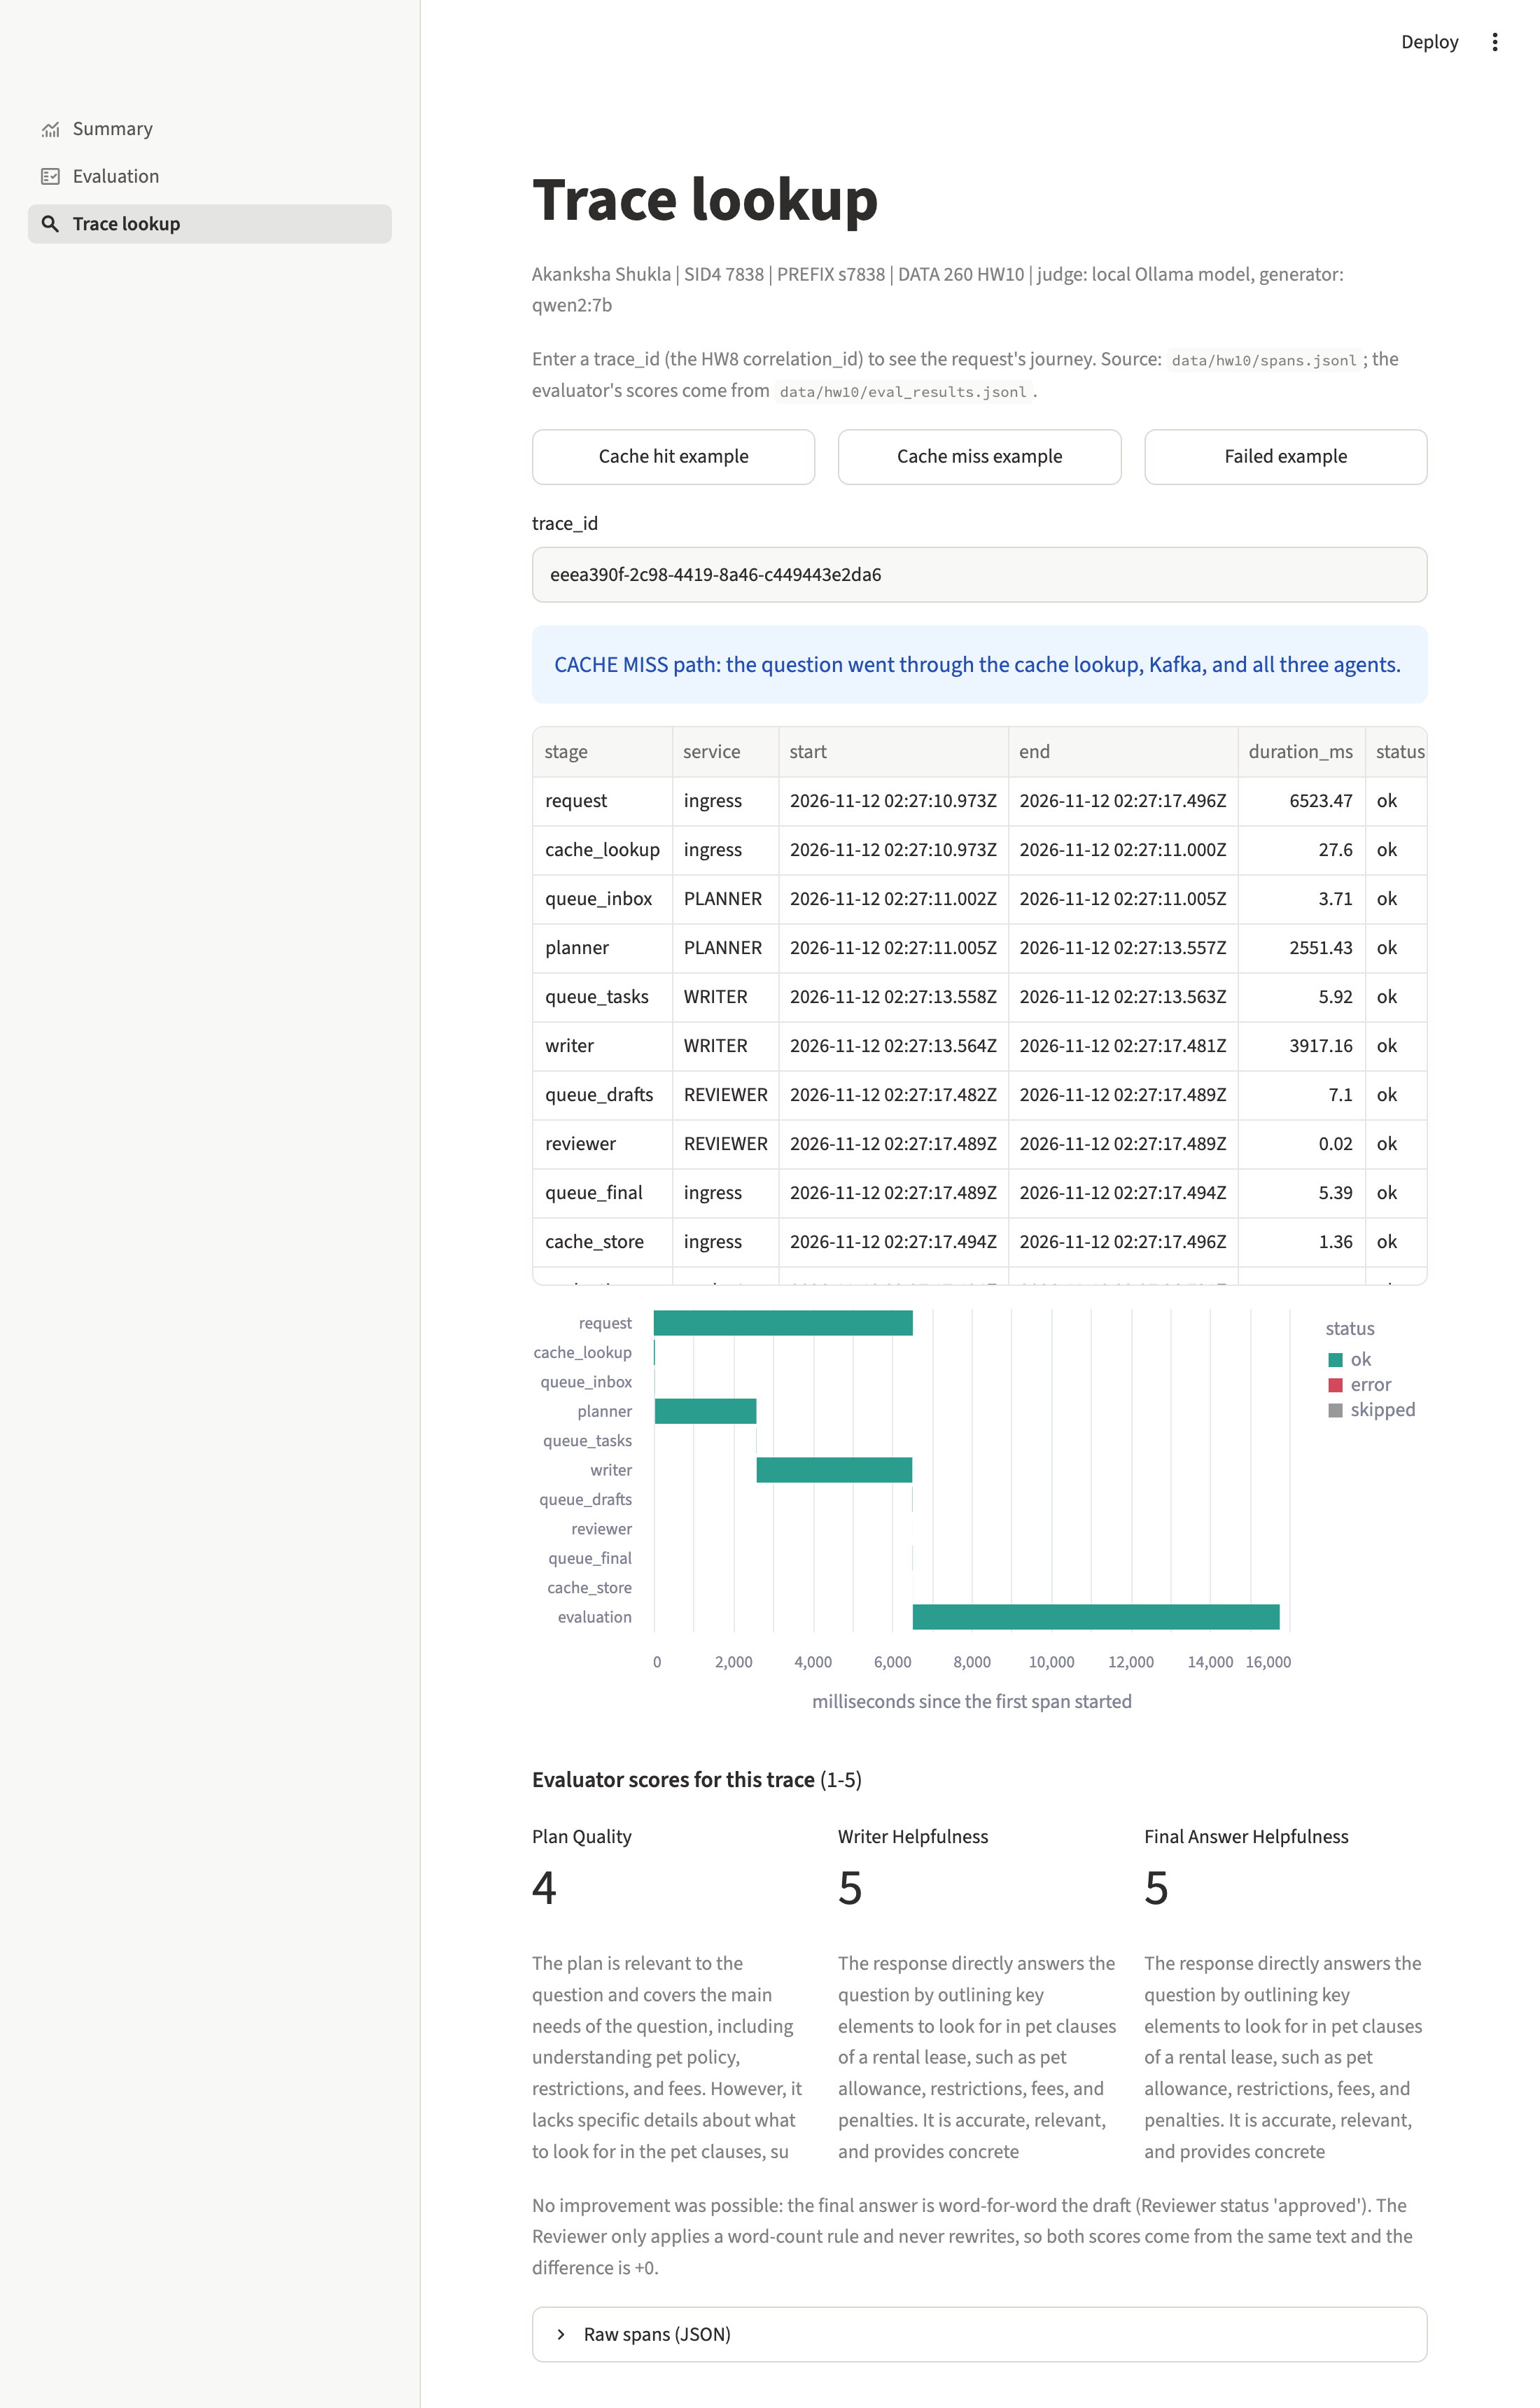 Deploy
Summary
Evaluation
Trace lookup
Trace lookup
Akanksha Shukla | SID4 7838 | PREFIX s7838 | DATA 260 HW10 | judge: local Ollama model, generator:
qwen2:7b
Enter a trace_id (the HW8 correlation_id) to see the request's journey. Source: data/hw10/spans.jsonl ; the
evaluator's scores come from data/hw10/eval_results.jsonl .
Cache hit example Cache miss example Failed example
trace_id
eeea390f-2c98-4419-8a46-c449443e2da6
CACHE MISS path: the question went through the cache lookup, Kafka, and all three agents.
stage service start end duration_ms status
request ingress 2026-11-12 02:27:10.973Z 2026-11-12 02:27:17.496Z 6523.47 ok
cache_lookup ingress 2026-11-12 02:27:10.973Z 2026-11-12 02:27:11.000Z 27.6 ok
queue_inbox PLANNER 2026-11-12 02:27:11.002Z 2026-11-12 02:27:11.005Z 3.71 ok
planner PLANNER 2026-11-12 02:27:11.005Z 2026-11-12 02:27:13.557Z 2551.43 ok
queue_tasks WRITER 2026-11-12 02:27:13.558Z 2026-11-12 02:27:13.563Z 5.92 ok
writer WRITER 2026-11-12 02:27:13.564Z 2026-11-12 02:27:17.481Z 3917.16 ok
queue_drafts REVIEWER 2026-11-12 02:27:17.482Z 2026-11-12 02:27:17.489Z 7.1 ok
reviewer REVIEWER 2026-11-12 02:27:17.489Z 2026-11-12 02:27:17.489Z 0.02 ok
queue_final ingress 2026-11-12 02:27:17.489Z 2026-11-12 02:27:17.494Z 5.39 ok
cache_store ingress 2026-11-12 02:27:17.494Z 2026-11-12 02:27:17.496Z 1.36 ok
request
cache_lookup
queue_inbox
planner
queue_tasks
writer
queue_drafts
reviewer
queue_final
cache_store
evaluation
0 2,000 4,000 6,000 8,000 10,000 12,000 14,000 16,000
milliseconds since the first span started
status
ok
error
skipped
Evaluator scores for this trace (1-5)
Plan Quality
4
The plan is relevant to the
question and covers the main
needs of the question, including
understanding pet policy,
restrictions, and fees. However, it
lacks specific details about what
to look for in the pet clauses, su
Writer Helpfulness
5
The response directly answers the
question by outlining key
elements to look for in pet clauses
of a rental lease, such as pet
allowance, restrictions, fees, and
penalties. It is accurate, relevant,
and provides concrete
Final Answer Helpfulness
5
The response directly answers the
question by outlining key
elements to look for in pet clauses
of a rental lease, such as pet
allowance, restrictions, fees, and
penalties. It is accurate, relevant,
and provides concrete
No improvement was possible: the final answer is word-for-word the draft (Reviewer status 'approved'). The
Reviewer only applies a word-count rule and never rewrites, so both scores come from the same text and the
difference is +0.
Raw spans (JSON)